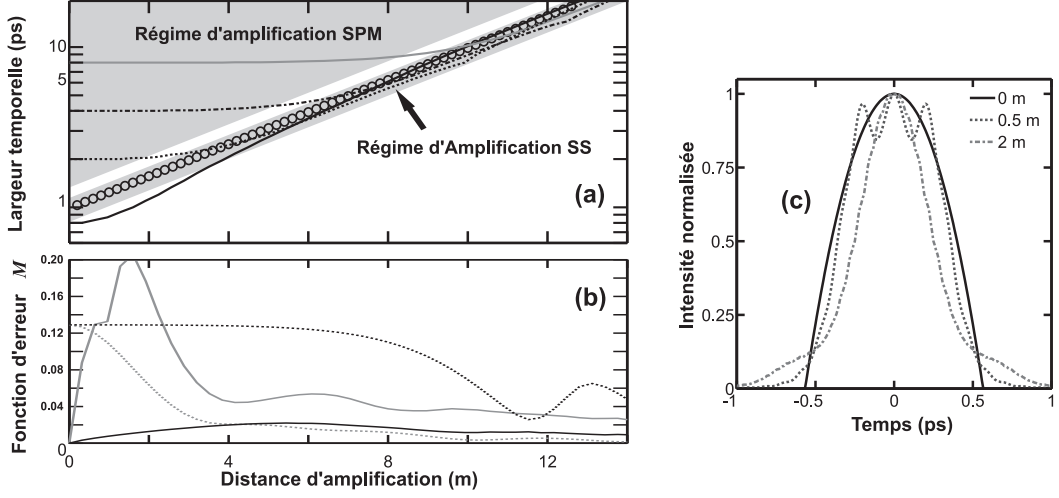 Largeur temporelle (ps)
10
5
1
Régime d'amplification SPM
Régime d'Amplification SS
(a)
Fonction d'erreur M
0.20
0.16
0.12
0.08
0.04
0
(b)
0
4
8
12
Distance d'amplification (m)
Intensité normalisée
1
0.75
0.5
0.25
0
0 m
0.5 m
2 m
(c)
-1
-0.5
0
0.5
1
Temps (ps)